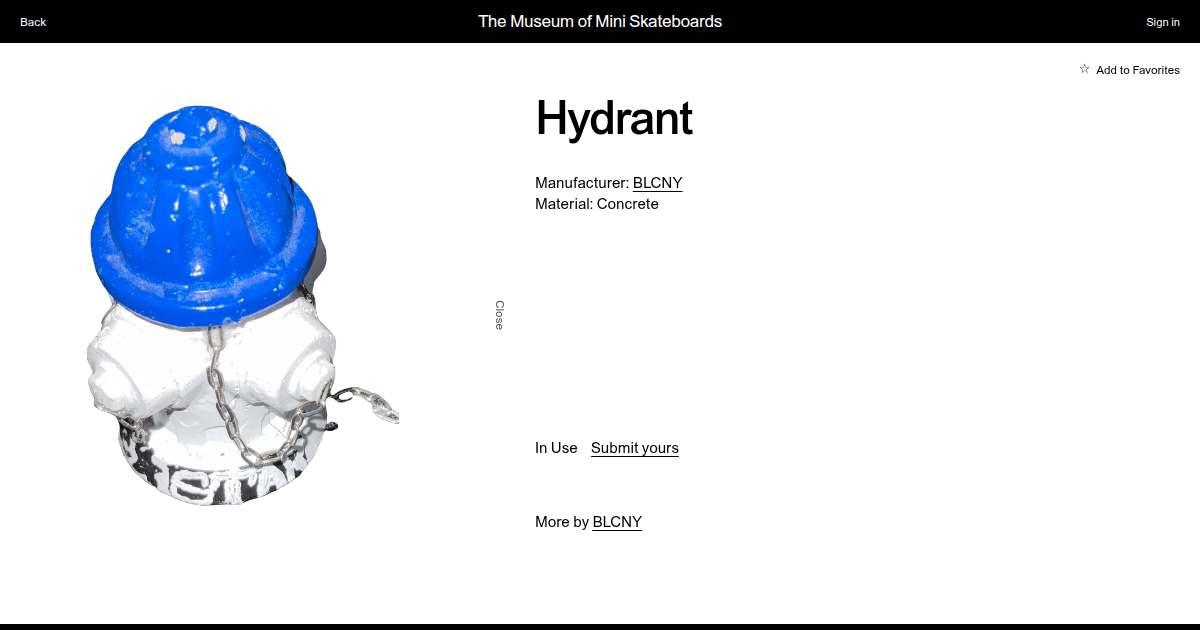 Back
The Museum of Mini Skateboards
Sign in
☆ Add to Favorites
Hydrant
Manufacturer: BLCNY
Material: Concrete
Close
In Use Submit yours
More by BLCNY